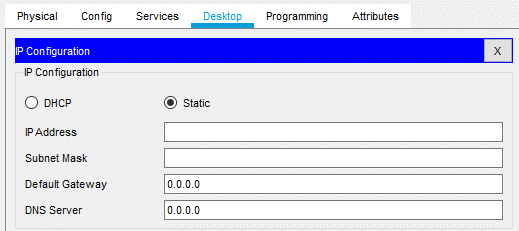 Physical Config Services Desktop Programming Attributes
IP Configuration X
IP Configuration
DHCP Static
IP Address
Subnet Mask
Default Gateway 0.0.0.0
DNS Server 0.0.0.0